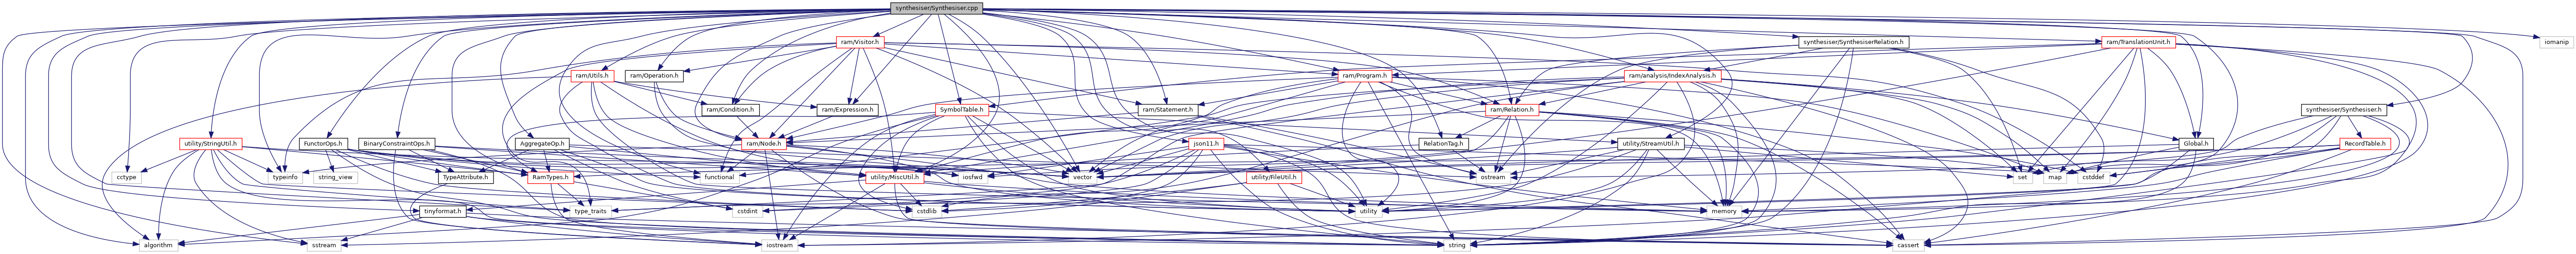 synthesiser/Synthesiser.cpp
ram/Visitor.h
synthesiser/SynthesiserRelation.h
ram/TranslationUnit.h
iomanip
ram/Utils.h
ram/Operation.h
ram/Program.h
ram/analysis/IndexAnalysis.h
ram/Condition.h
ram/Expression.h
SymbolTable.h
ram/Statement.h
ram/Relation.h
synthesiser/Synthesiser.h
utility/StringUtil.h
FunctorOps.h
BinaryConstraintOps.h
AggregateOp.h
ram/Node.h
json11.h
RelationTag.h
utility/StreamUtil.h
Global.h
RecordTable.h
cctype
typeinfo
string_view
TypeAttribute.h
RamTypes.h
functional
utility/MiscUtil.h
iosfwd
vector
utility/FileUtil.h
ostream
set
map
cstddef
tinyformat.h
type_traits
cstdint
cstdlib
utility
memory
algorithm
sstream
iostream
string
cassert